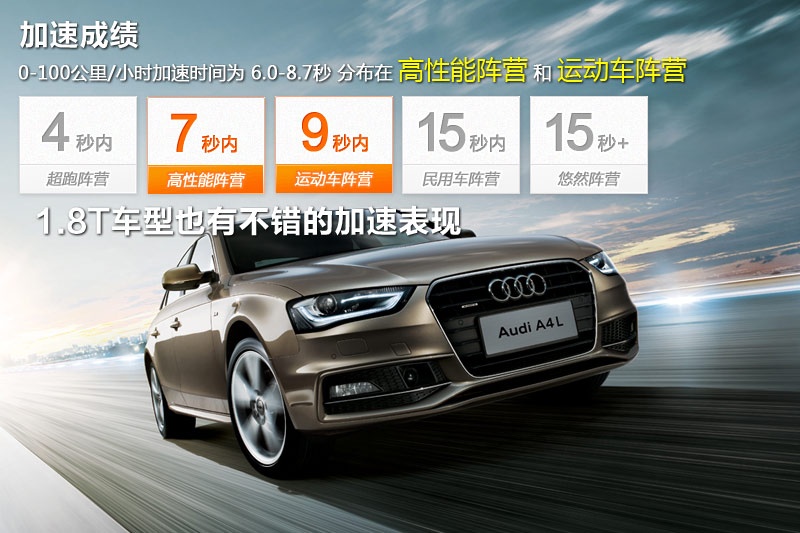 加速成绩
0-100公里/小时加速时间为 6.0-8.7秒 分布在 高性能阵营 和 运动车阵营
4秒内 7秒内 9秒内 15秒内 15秒+
超跑阵营 高性能阵营 运动车阵营 民用车阵营 悠然阵营
1.8T车型也有不错的加速表现
Audi A4L